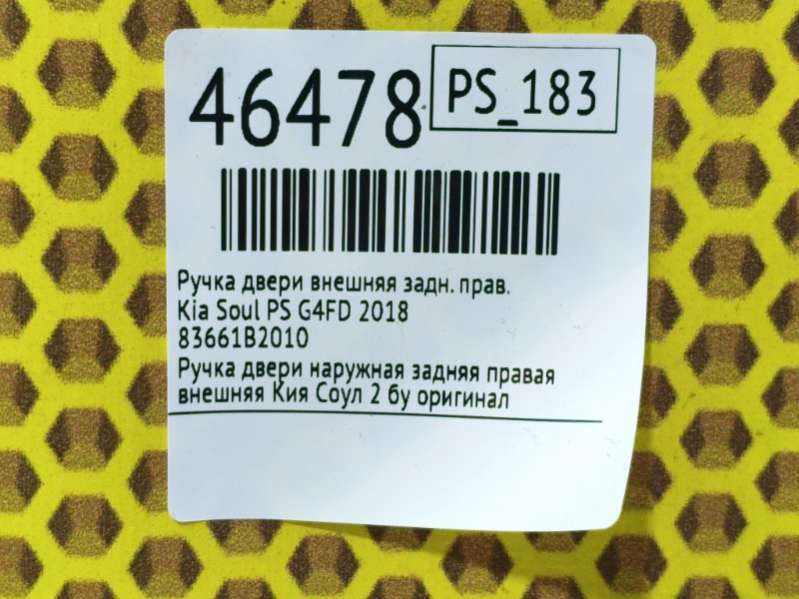 46478
PS_183
Ручка двери внешняя задн. прав.
Kia Soul PS G4FD 2018
83661B2010
Ручка двери наружная задняя правая
внешняя Кия Соул 2 бу оригинал